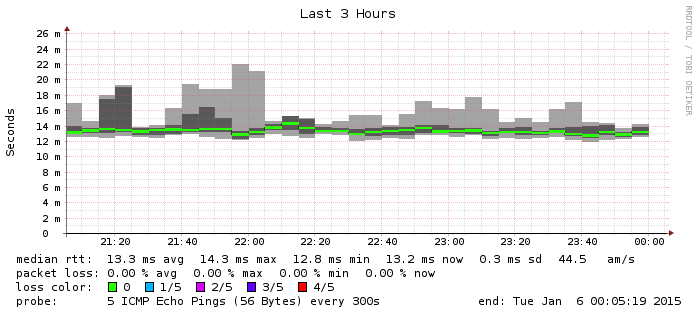 Last 3 Hours
RRDTOOL / TOBI OETIKER
Seconds
26 m
24 m
22 m
20 m
18 m
16 m
14 m
12 m
10 m
8 m
6 m
4 m
2 m
0
21:20 21:40 22:00 22:20 22:40 23:00 23:20 23:40 00:00
median rtt: 13.3 ms avg 14.3 ms max 12.8 ms min 13.2 ms now 0.3 ms sd 44.5 am/s
packet loss: 0.00 % avg 0.00 % max 0.00 % min 0.00 % now
loss color: 0 1/5 2/5 3/5 4/5
probe: 5 ICMP Echo Pings (56 Bytes) every 300s end: Tue Jan 6 00:05:19 2015